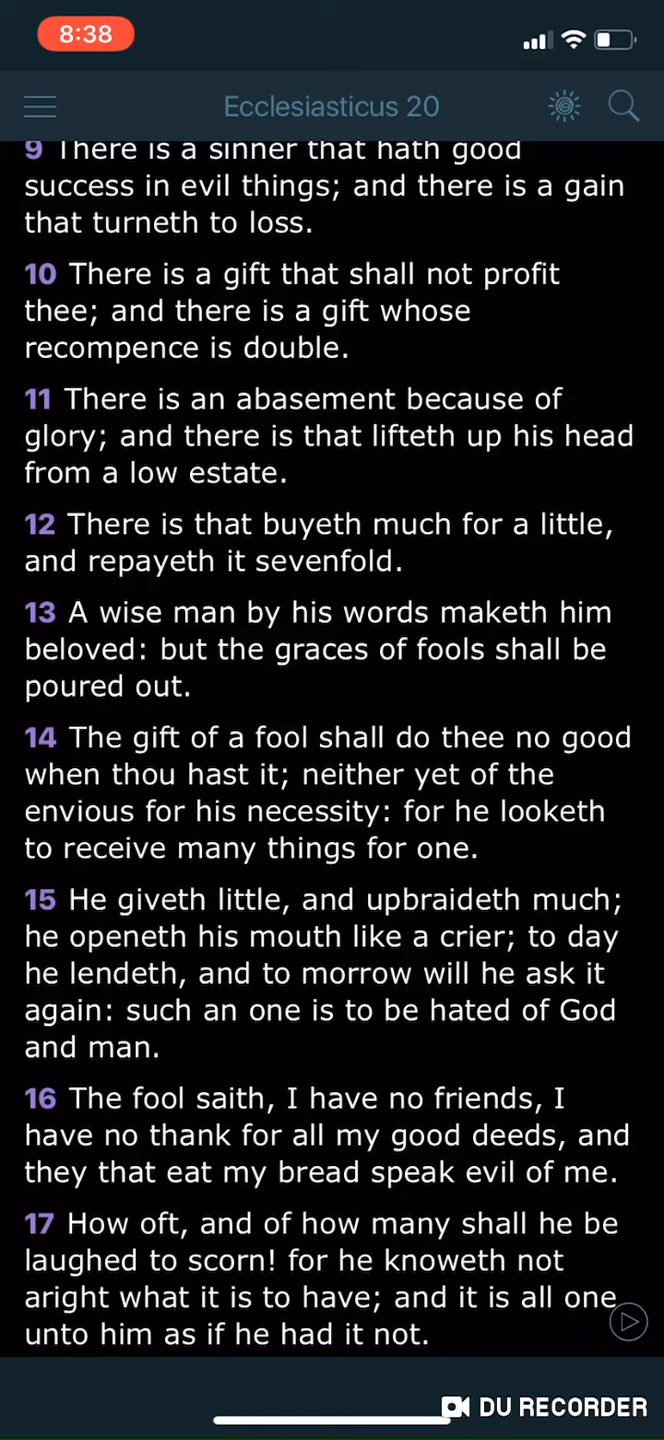 8:38
Ecclesiasticus 20
9 There is a sinner that hath good
success in evil things; and there is a gain
that turneth to loss.
10 There is a gift that shall not profit
thee; and there is a gift whose
recompence is double.
11 There is an abasement because of
glory; and there is that lifteth up his head
from a low estate.
12 There is that buyeth much for a little,
and repayeth it sevenfold.
13 A wise man by his words maketh him
beloved: but the graces of fools shall be
poured out.
14 The gift of a fool shall do thee no good
when thou hast it; neither yet of the
envious for his necessity: for he looketh
to receive many things for one.
15 He giveth little, and upbraideth much;
he openeth his mouth like a crier; to day
he lendeth, and to morrow will he ask it
again: such an one is to be hated of God
and man.
16 The fool saith, I have no friends, I
have no thank for all my good deeds, and
they that eat my bread speak evil of me.
17 How oft, and of how many shall he be
laughed to scorn! for he knoweth not
aright what it is to have; and it is all one
unto him as if he had it not.
DU RECORDER